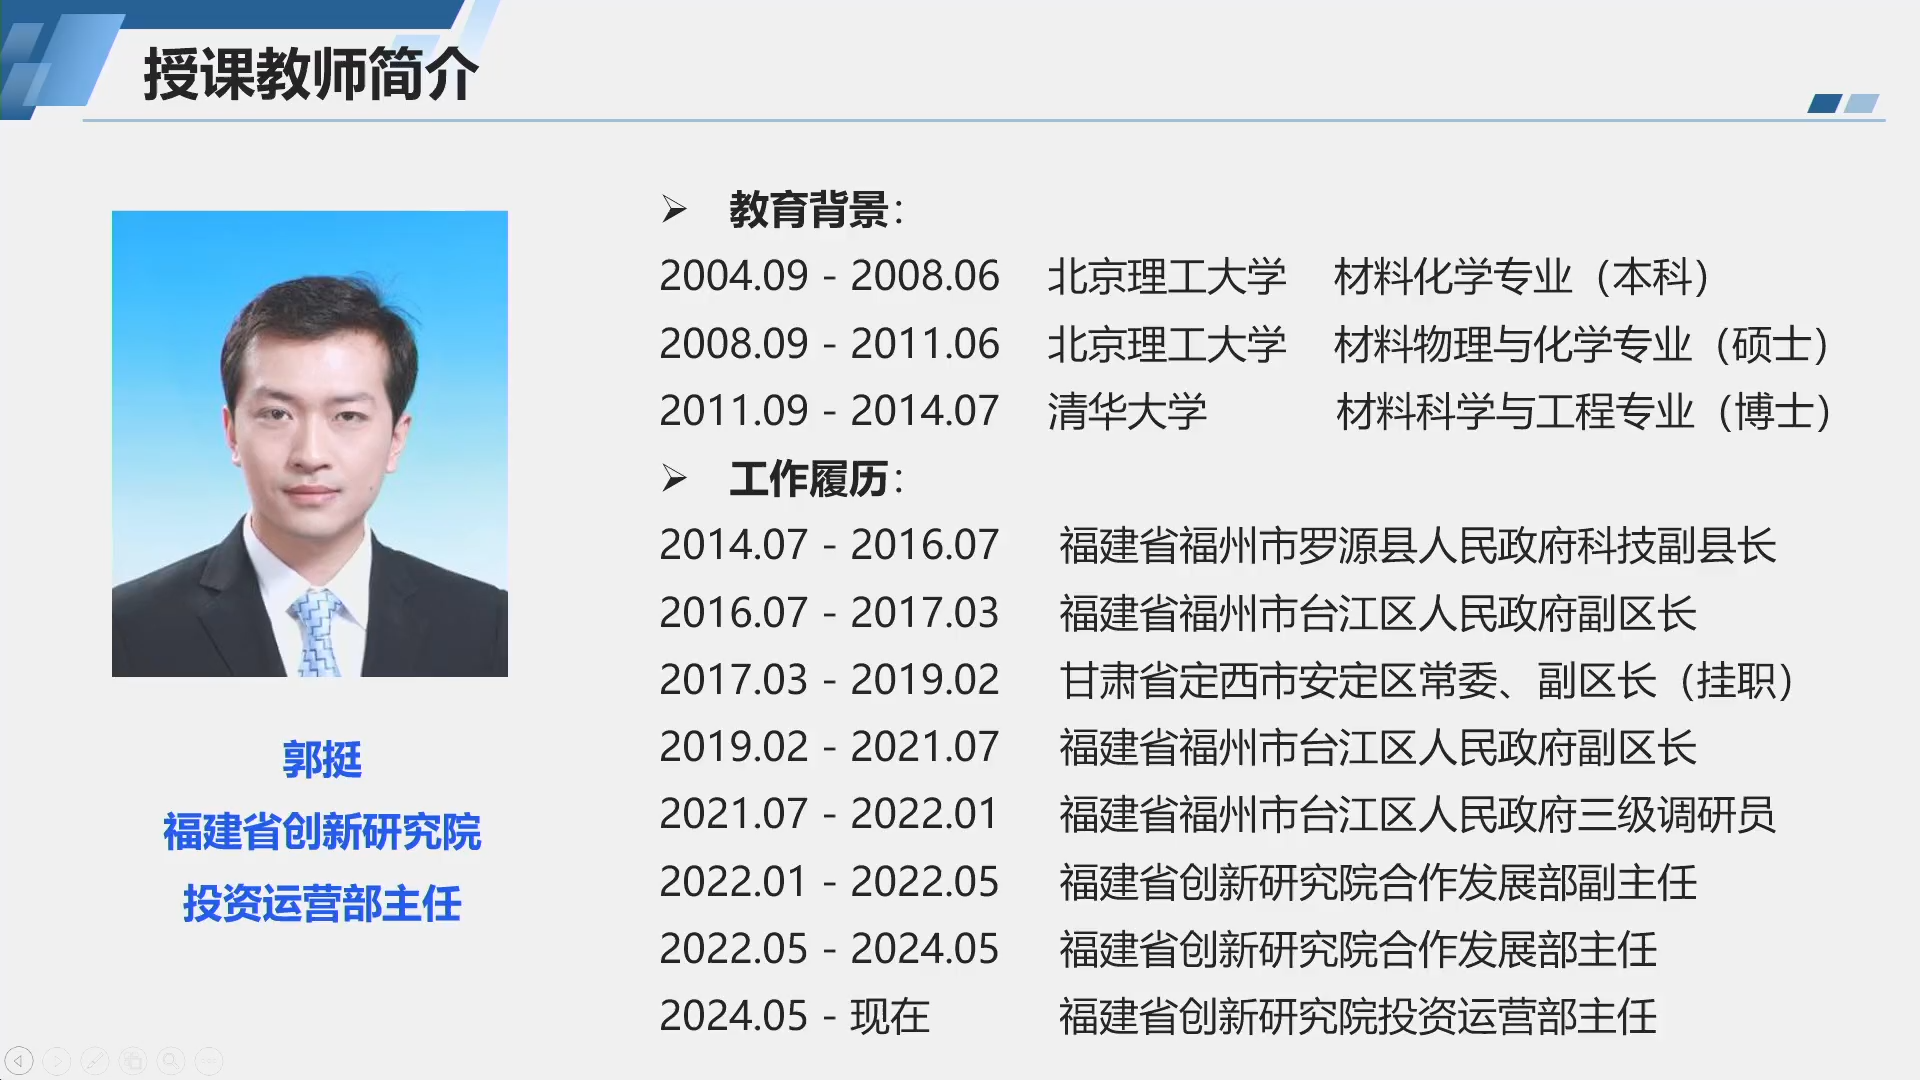 授课教师简介
郭挺
福建省创新研究院
投资运营部主任
教育背景：
2004.09 - 2008.06 北京理工大学 材料化学专业（本科）
2008.09 - 2011.06 北京理工大学 材料物理与化学专业（硕士）
2011.09 - 2014.07 清华大学 材料科学与工程专业（博士）
工作履历：
2014.07 - 2016.07 福建省福州市罗源县人民政府科技副县长
2016.07 - 2017.03 福建省福州市台江区人民政府副区长
2017.03 - 2019.02 甘肃省定西市安定区常委、副区长（挂职）
2019.02 - 2021.07 福建省福州市台江区人民政府副区长
2021.07 - 2022.01 福建省福州市台江区人民政府三级调研员
2022.01 - 2022.05 福建省创新研究院合作发展部副主任
2022.05 - 2024.05 福建省创新研究院合作发展部主任
2024.05 - 现在 福建省创新研究院投资运营部主任